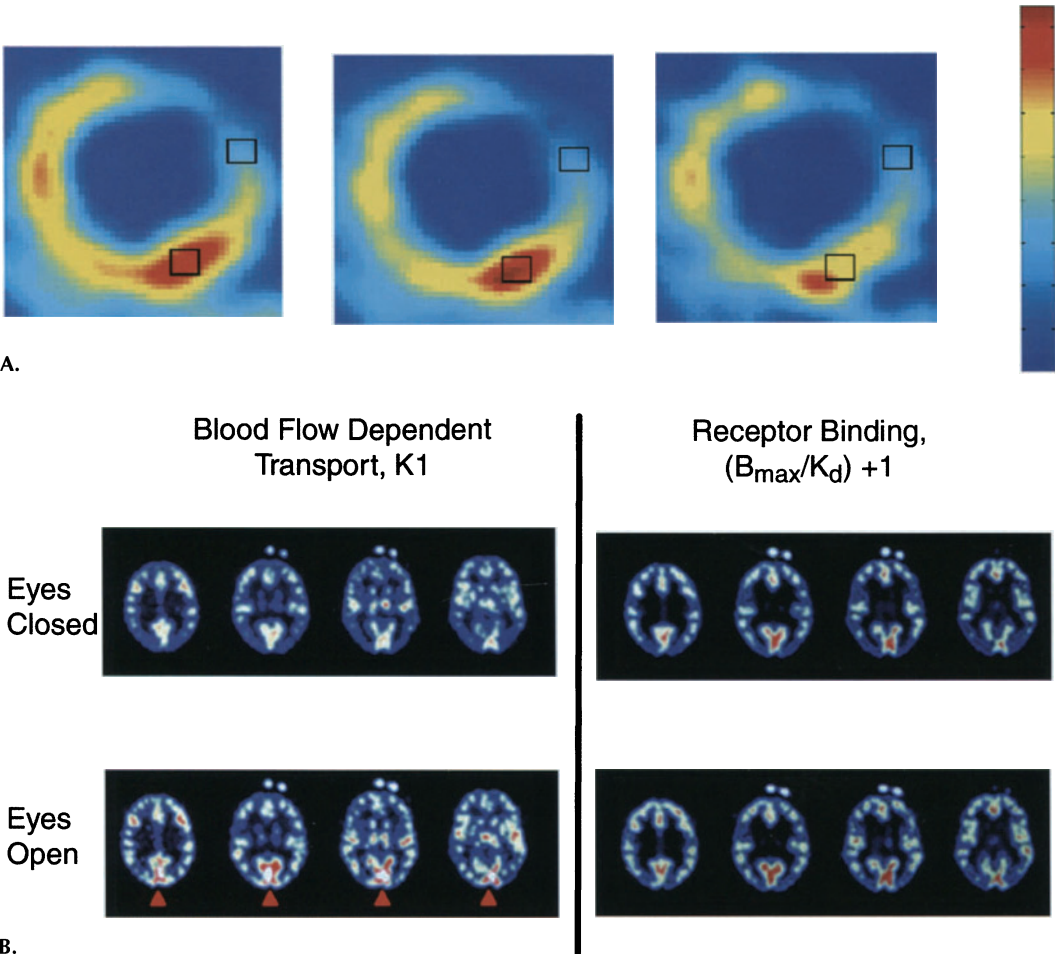 A.
Blood Flow Dependent
Transport, K1
Receptor Binding,
(Bmax/Kd) +1
Eyes
Closed
Eyes
Open
B.